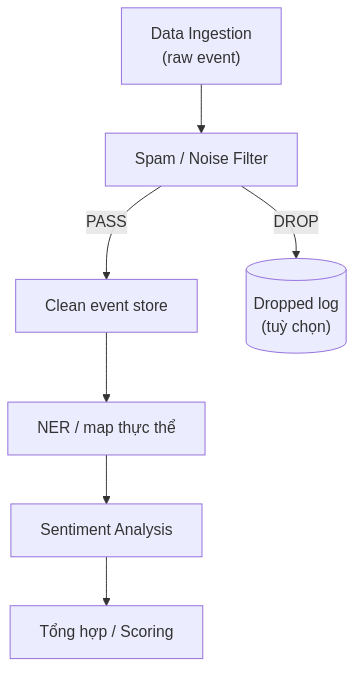 Data Ingestion
(raw event)
Spam / Noise Filter
PASS
DROP
Clean event store
Dropped log
(tuỳ chọn)
NER / map thực thể
Sentiment Analysis
Tổng hợp / Scoring